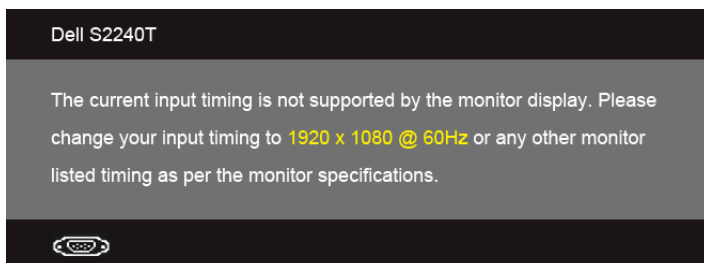 Dell S2240T
The current input timing is not supported by the monitor display. Please
change your input timing to 1920 x 1080 @ 60Hz or any other monitor
listed timing as per the monitor specifications.